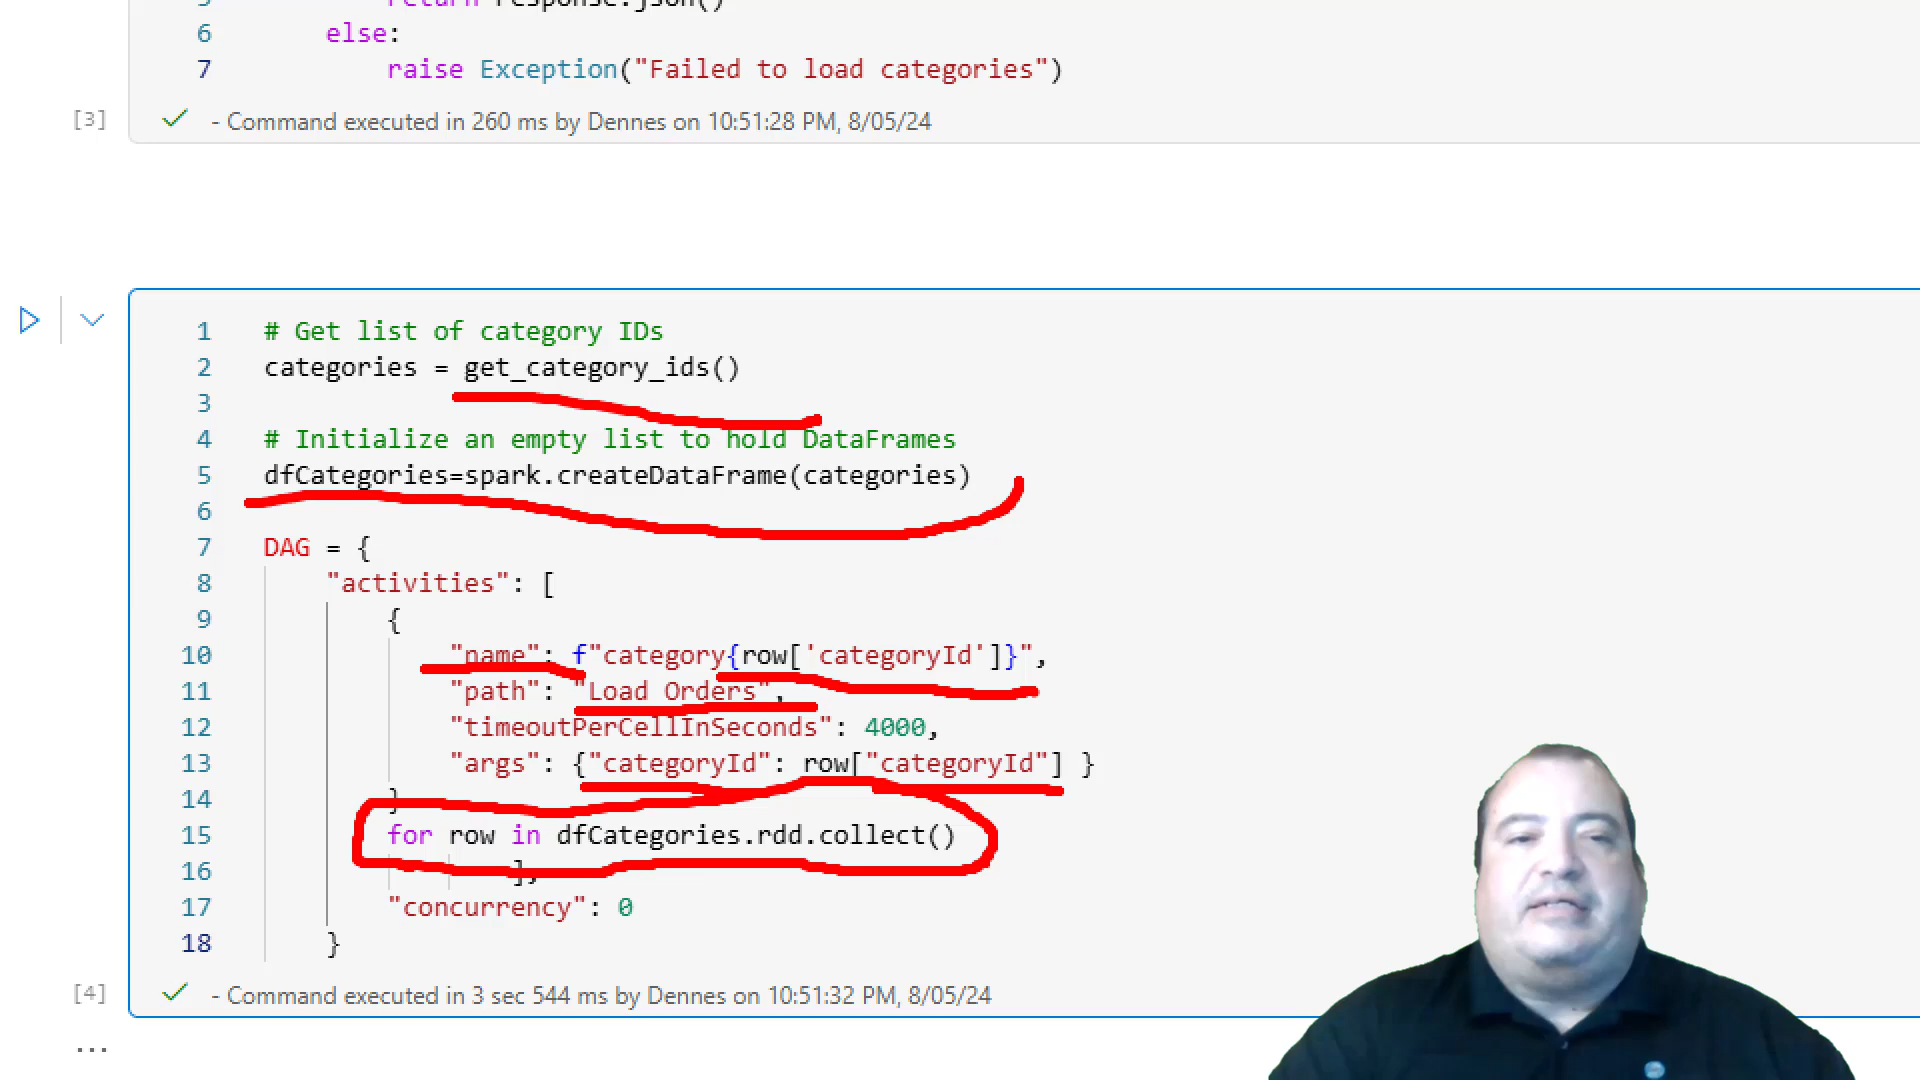 5 return response.json()
6 else:
7 raise Exception("Failed to load categories")
[3] - Command executed in 260 ms by Dennes on 10:51:28 PM, 8/05/24
1 # Get list of category IDs
2 categories = get_category_ids()
3
4 # Initialize an empty list to hold DataFrames
5 dfCategories=spark.createDataFrame(categories)
6
7 DAG = {
8 "activities": [
9 {
10 "name": f"category{row['categoryId']}",
11 "path": "Load Orders",
12 "timeoutPerCellInSeconds": 4000,
13 "args": {"categoryId": row["categoryId"] }
14 }
15 for row in dfCategories.rdd.collect()
16 ],
17 "concurrency": 0
18 }
[4] - Command executed in 3 sec 544 ms by Dennes on 10:51:32 PM, 8/05/24
...